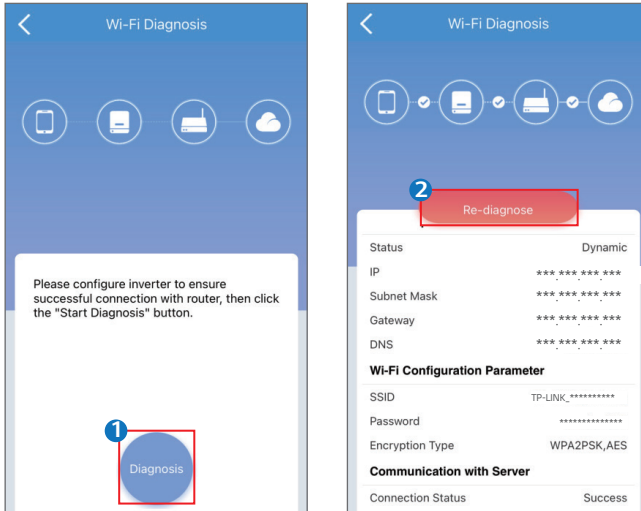 Wi-Fi Diagnosis
Please configure inverter to ensure
successful connection with router, then click
the "Start Diagnosis" button.
1
Diagnosis
Wi-Fi Diagnosis
2
Re-diagnose
Status Dynamic
IP ***.***.***.***
Subnet Mask ***.***.***.***
Gateway ***.***.***.***
DNS ***.***.***.***
Wi-Fi Configuration Parameter
SSID TP-LINK_**********
Password **************
Encryption Type WPA2PSK,AES
Communication with Server
Connection Status Success